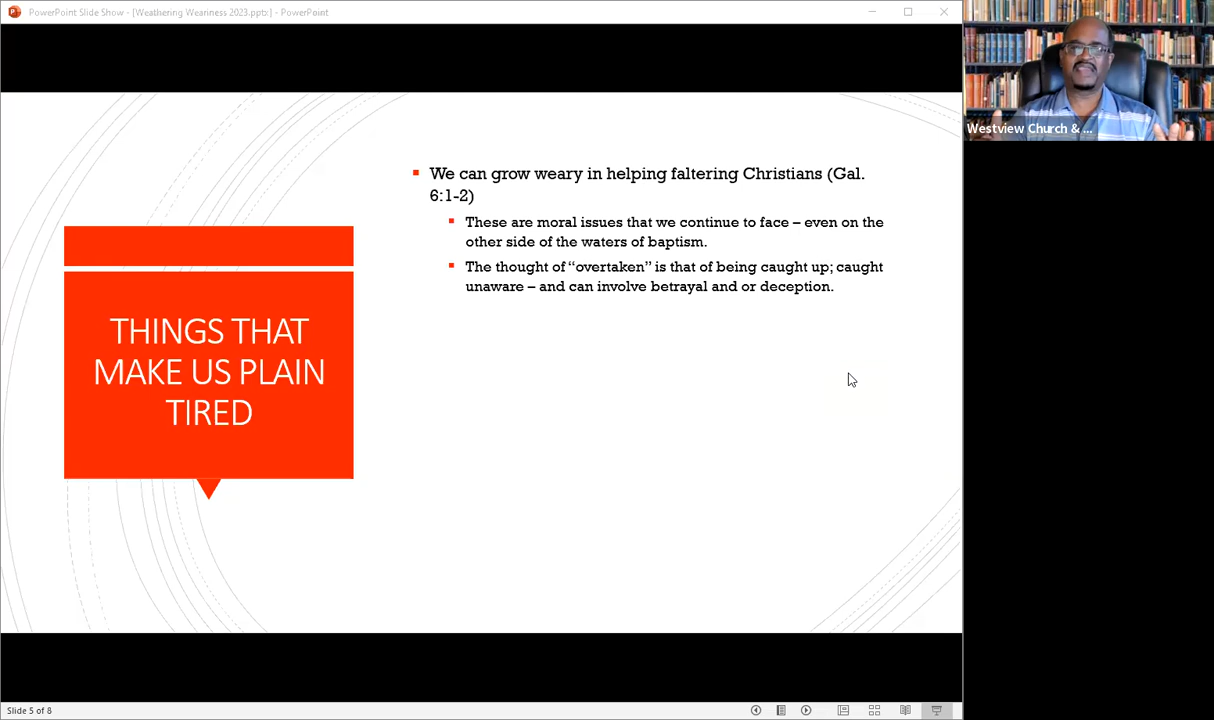 PowerPoint Slide Show - [Weathering Weariness 2023.pptx] - PowerPoint
Westview Church & ...
We can grow weary in helping faltering Christians (Gal.
6:1-2)
These are moral issues that we continue to face – even on the
other side of the waters of baptism.
The thought of “overtaken” is that of being caught up; caught
unaware – and can involve betrayal and or deception.
THINGS THAT
MAKE US PLAIN
TIRED
Slide 5 of 8